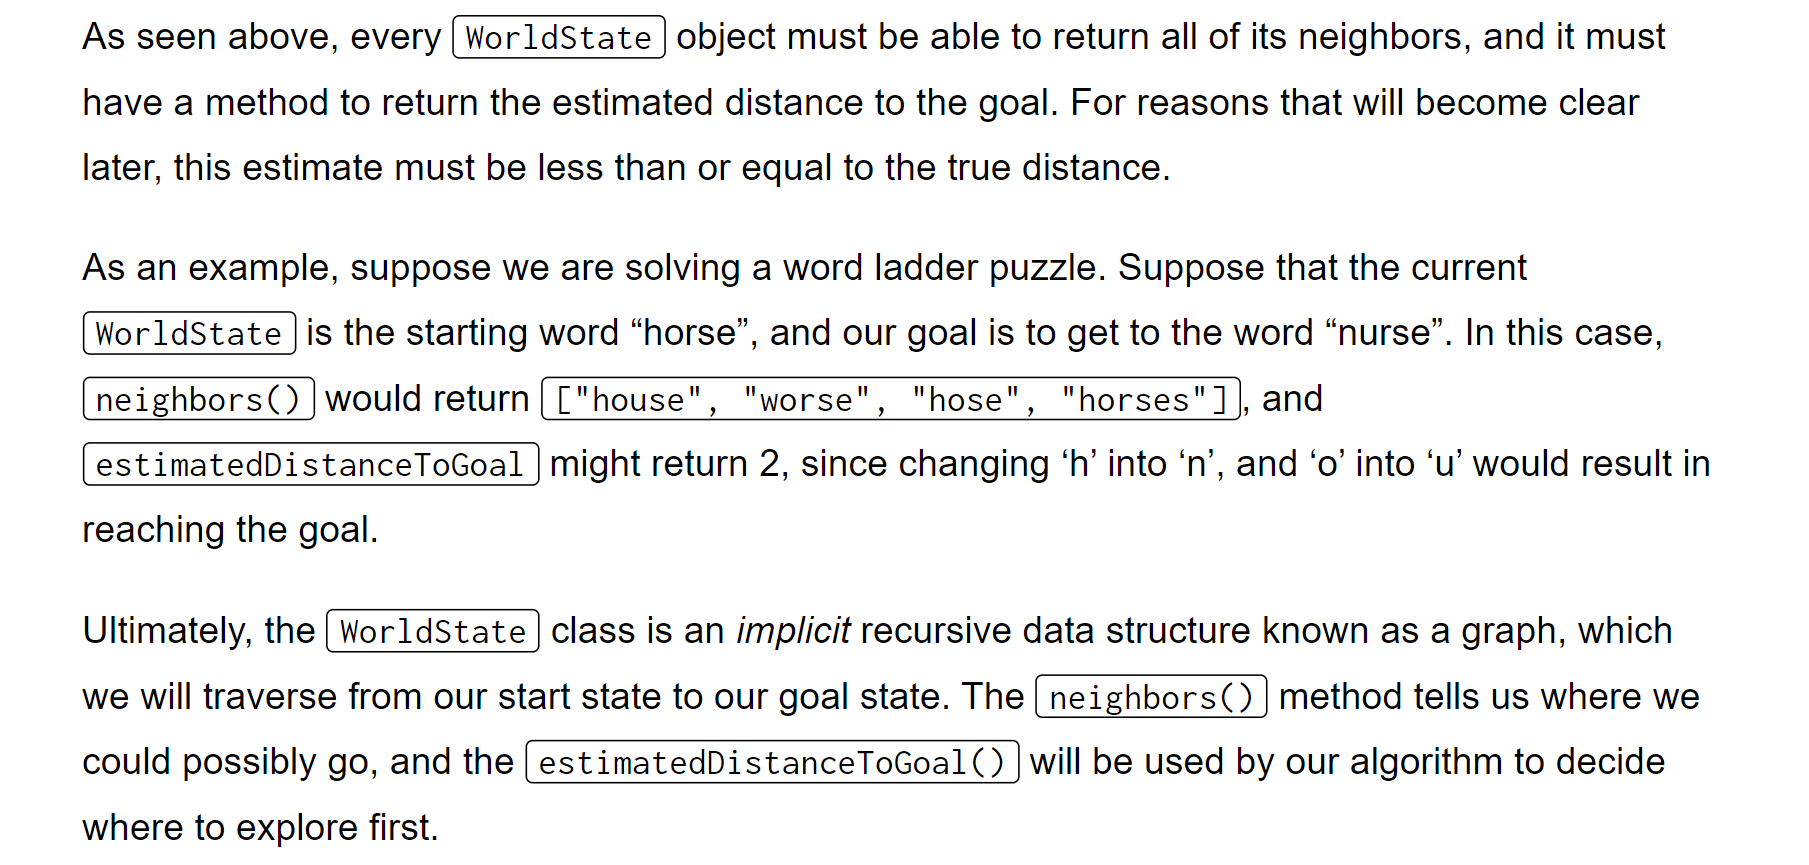 As seen above, every WorldState object must be able to return all of its neighbors, and it must
have a method to return the estimated distance to the goal. For reasons that will become clear
later, this estimate must be less than or equal to the true distance.
As an example, suppose we are solving a word ladder puzzle. Suppose that the current
WorldState is the starting word “horse”, and our goal is to get to the word “nurse”. In this case,
neighbors() would return ["house", "worse", "hose", "horses"], and
estimatedDistanceToGoal might return 2, since changing ‘h’ into ‘n’, and ‘o’ into ‘u’ would result in
reaching the goal.
Ultimately, the WorldState class is an implicit recursive data structure known as a graph, which
we will traverse from our start state to our goal state. The neighbors() method tells us where we
could possibly go, and the estimatedDistanceToGoal() will be used by our algorithm to decide
where to explore first.